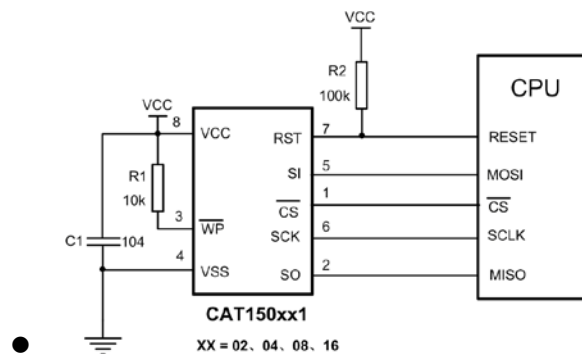 VCC
R2
100k
CPU
VCC
8
VCC
RST
7
RESET
R1
10k
SI
5
MOSI
CS
1
CS
3
WP
C1
104
SCK
6
SCLK
4
VSS
SO
2
MISO
CAT150xx1
XX = 02、04、08、16